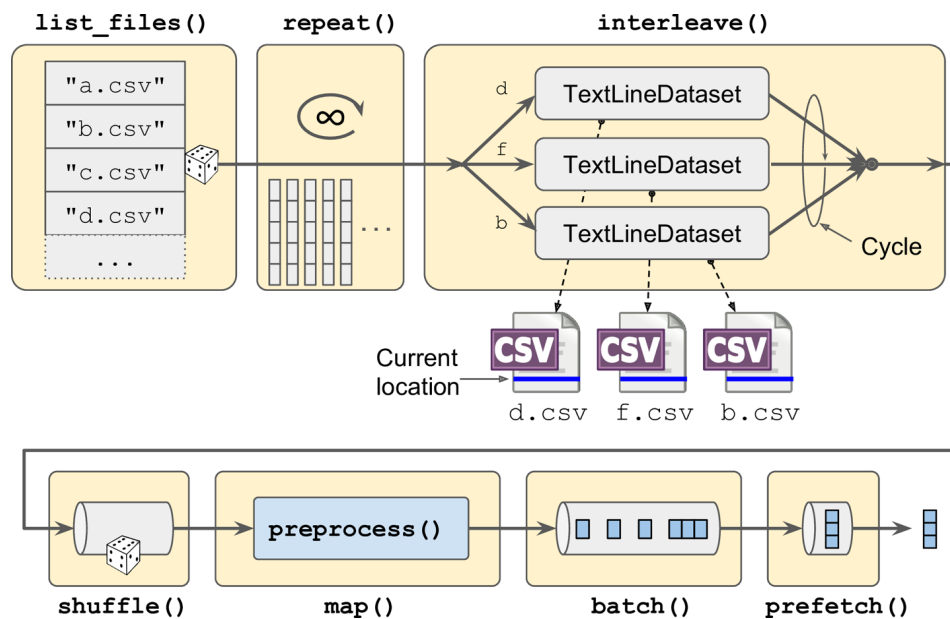 list_files()
repeat()
interleave()
"a.csv"
"b.csv"
"c.csv"
"d.csv"
...
∞
...
d
f
b
TextLineDataset
TextLineDataset
TextLineDataset
Cycle
CSV
CSV
CSV
Current
location
d.csv
f.csv
b.csv
preprocess()
shuffle()
map()
batch()
prefetch()